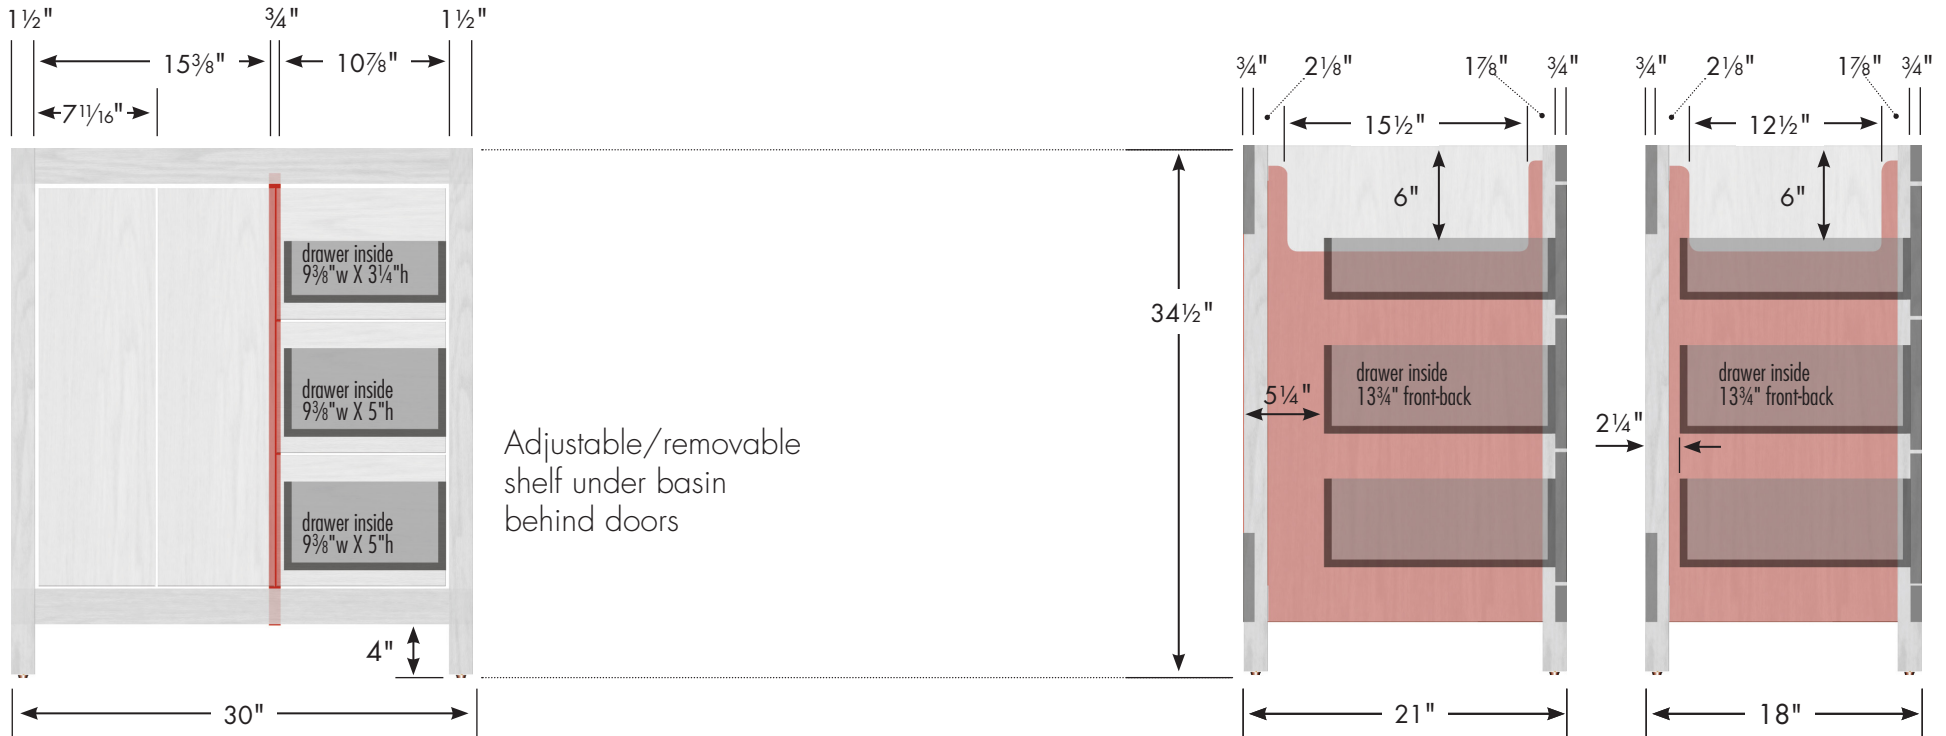 1½" ¾" 1½"
15⅜" 10⅞"
7 11/16"
drawer inside
9⅜"w X 3¼"h
drawer inside
9⅜"w X 5"h
drawer inside
9⅜"w X 5"h
4"
30"
Adjustable/removable
shelf under basin
behind doors
34½"
¾" 2⅛" 1⅞" ¾"
15½"
6"
drawer inside
13¾" front-back
5¼"
21"
¾" 2⅛" 1⅞" ¾"
12½"
6"
drawer inside
13¾" front-back
2¼"
18"